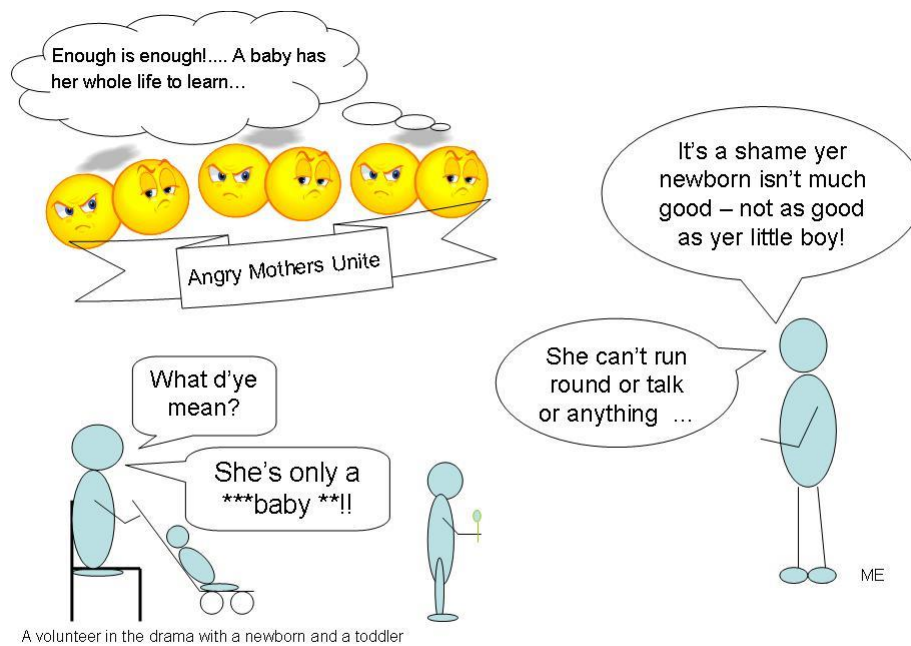 Enough is enough!.... A baby has
her whole life to learn…
Angry Mothers Unite
It's a shame yer
newborn isn't much
good – not as good
as yer little boy!
She can't run
round or talk
or anything …
What d'ye
mean?
She's only a
***baby **!!
ME
A volunteer in the drama with a newborn and a toddler